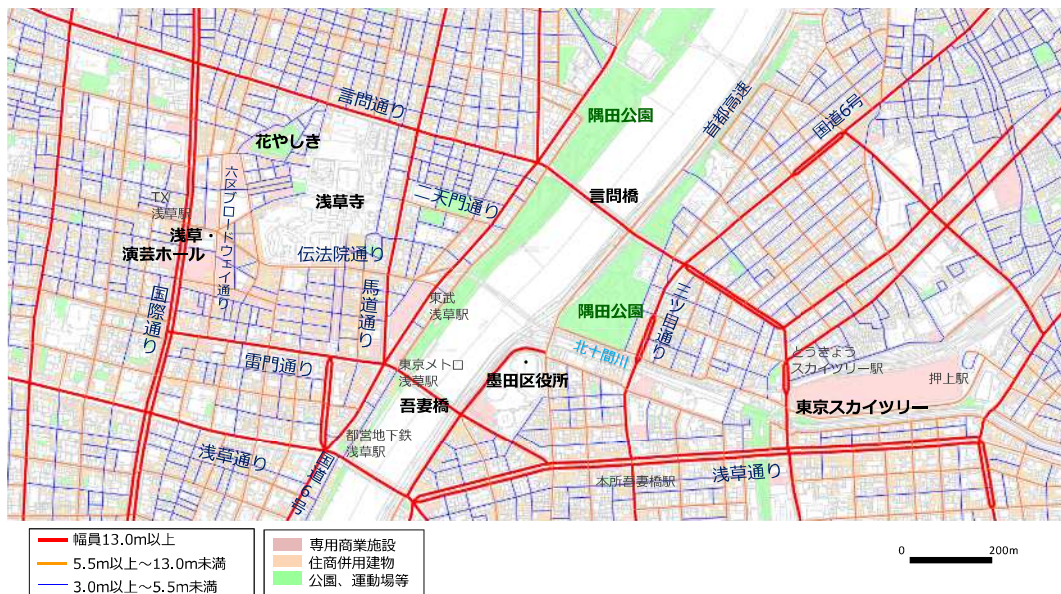 言問通り
隅田公園
首都高速
国道6号
花やしき
六区ブロードウェイ通り
TX
浅草駅
浅草・
演芸ホール
浅草寺
二天門通り
言問橋
伝法院通り
国際通り
馬道通り
東武
浅草駅
隅田公園
三ツ目通り
北十間川
雷門通り
東京メトロ
浅草駅
吾妻橋
墨田区役所
とうきょう
スカイツリー駅
押上駅
東京スカイツリー
浅草通り
都営地下鉄
浅草駅
国道6号
本所吾妻橋駅
浅草通り
幅員13.0m以上
5.5m以上～13.0m未満
3.0m以上～5.5m未満
専用商業施設
住商併用建物
公園、運動場等
0 200m